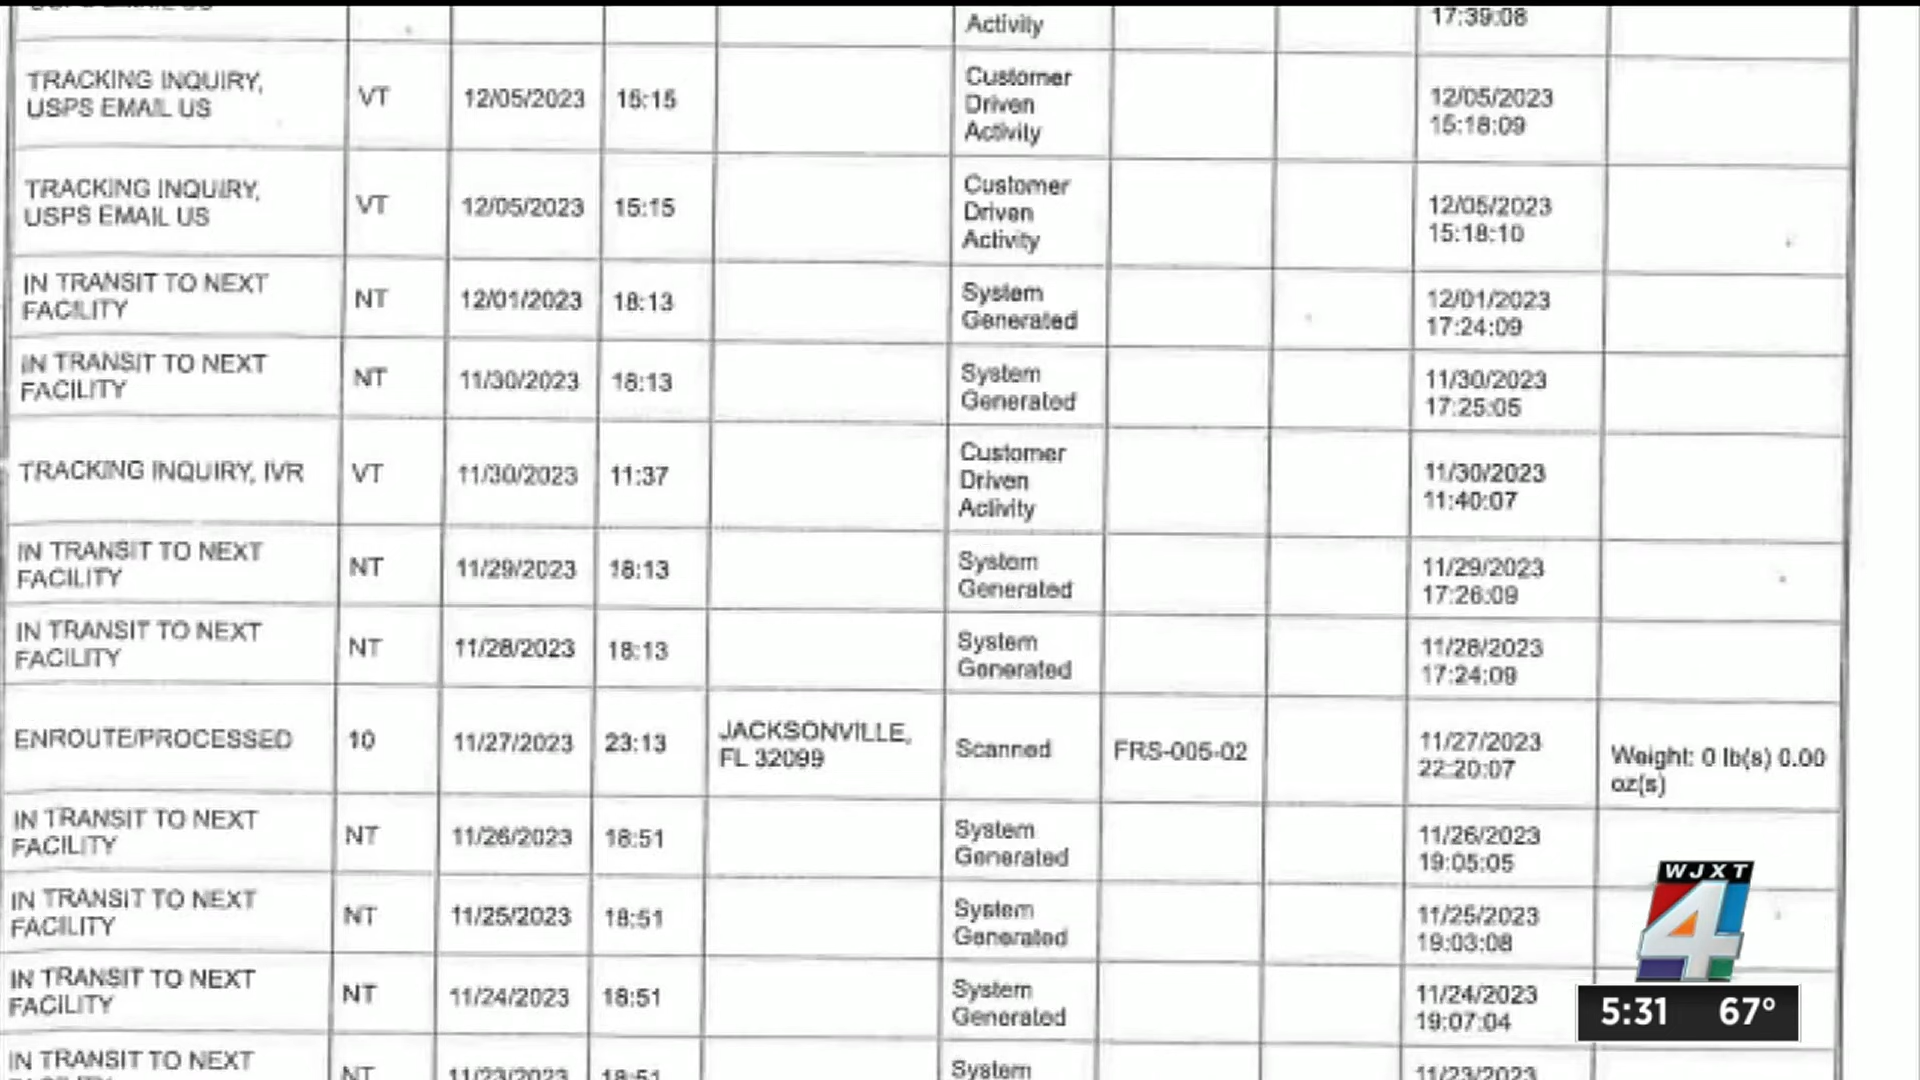 Activity
17:39:08
TRACKING INQUIRY,
USPS EMAIL US
VT
12/05/2023
15:15
Customer
Driven
Activity
12/05/2023
15:18:09
TRACKING INQUIRY,
USPS EMAIL US
VT
12/05/2023
15:15
Customer
Driven
Activity
12/05/2023
15:18:10
IN TRANSIT TO NEXT
FACILITY
NT
12/01/2023
18:13
System
Generated
12/01/2023
17:24:09
IN TRANSIT TO NEXT
FACILITY
NT
11/30/2023
18:13
System
Generated
11/30/2023
17:25:05
TRACKING INQUIRY, IVR
VT
11/30/2023
11:37
Customer
Driven
Activity
11/30/2023
11:40:07
IN TRANSIT TO NEXT
FACILITY
NT
11/29/2023
18:13
System
Generated
11/29/2023
17:26:09
IN TRANSIT TO NEXT
FACILITY
NT
11/28/2023
18:13
System
Generated
11/28/2023
17:24:09
ENROUTE/PROCESSED
10
11/27/2023
23:13
JACKSONVILLE,
FL 32099
Scanned
FRS-005-02
11/27/2023
22:20:07
Weight: 0 lb(s) 0.00
oz(s)
IN TRANSIT TO NEXT
FACILITY
NT
11/26/2023
18:51
System
Generated
11/26/2023
19:05:05
IN TRANSIT TO NEXT
FACILITY
NT
11/25/2023
18:51
System
Generated
11/25/2023
19:03:08
IN TRANSIT TO NEXT
FACILITY
NT
11/24/2023
18:51
System
Generated
11/24/2023
19:07:04
IN TRANSIT TO NEXT
NT
11/23/2023
18:51
System
11/23/2023
WJXT
4
5:31 67°